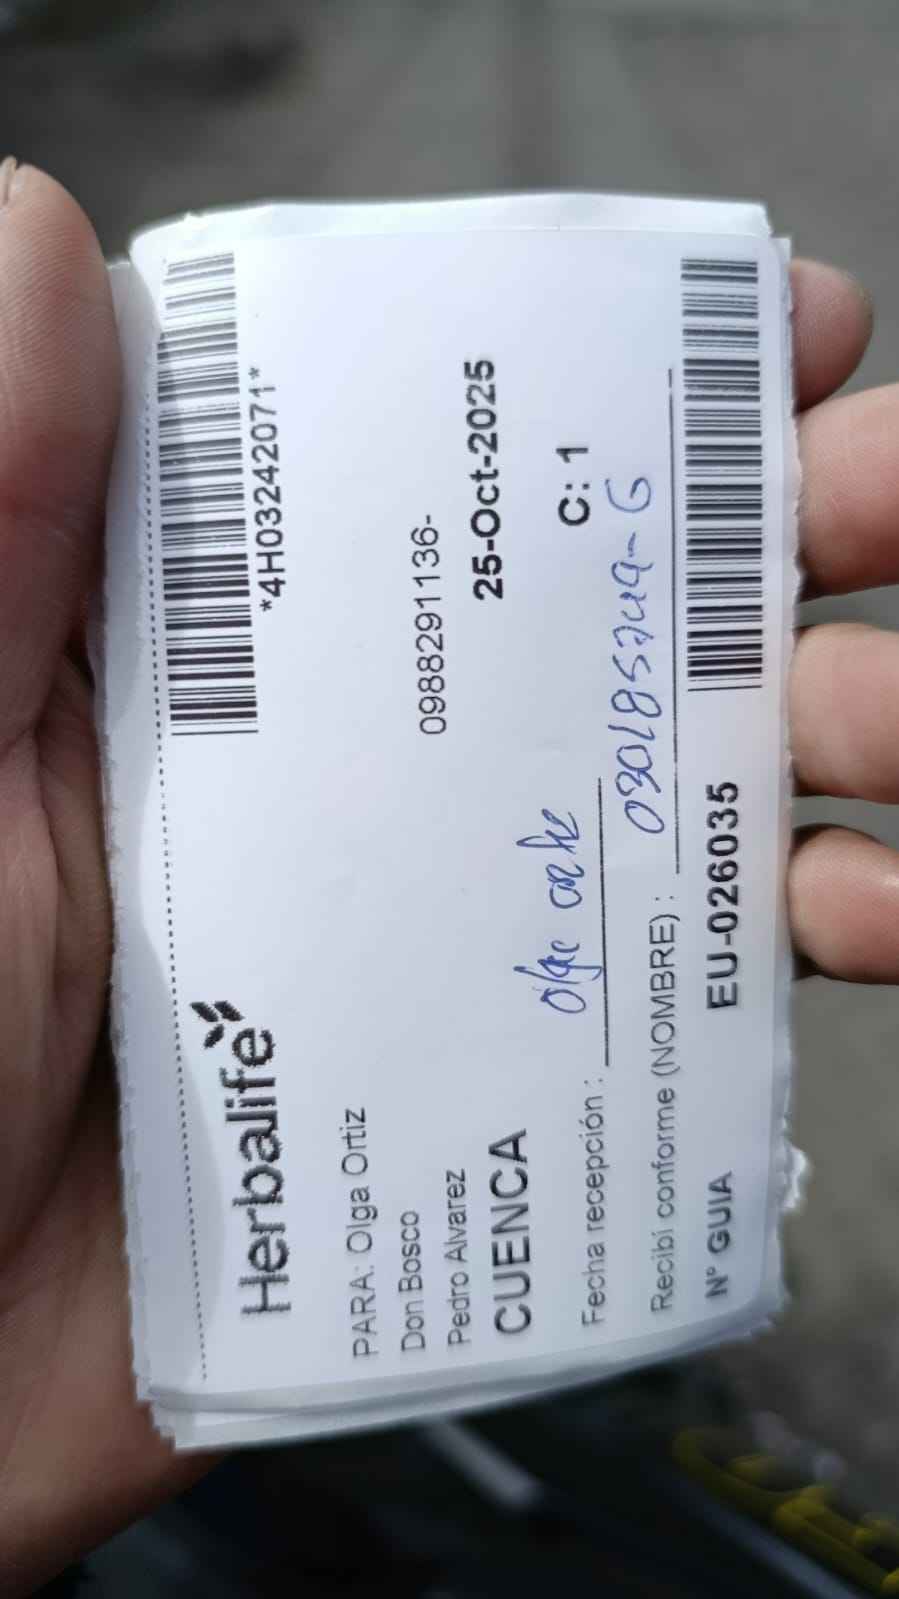 *4H03242071*
Herbalife
PARA: Olga Ortiz
Don Bosco
0988291136-
Pedro Alvarez
25-Oct-2025
CUENCA
C: 1
Olga
Fecha recepción :
Recibí conforme (NOMBRE) :
N° GUIA EU-026035